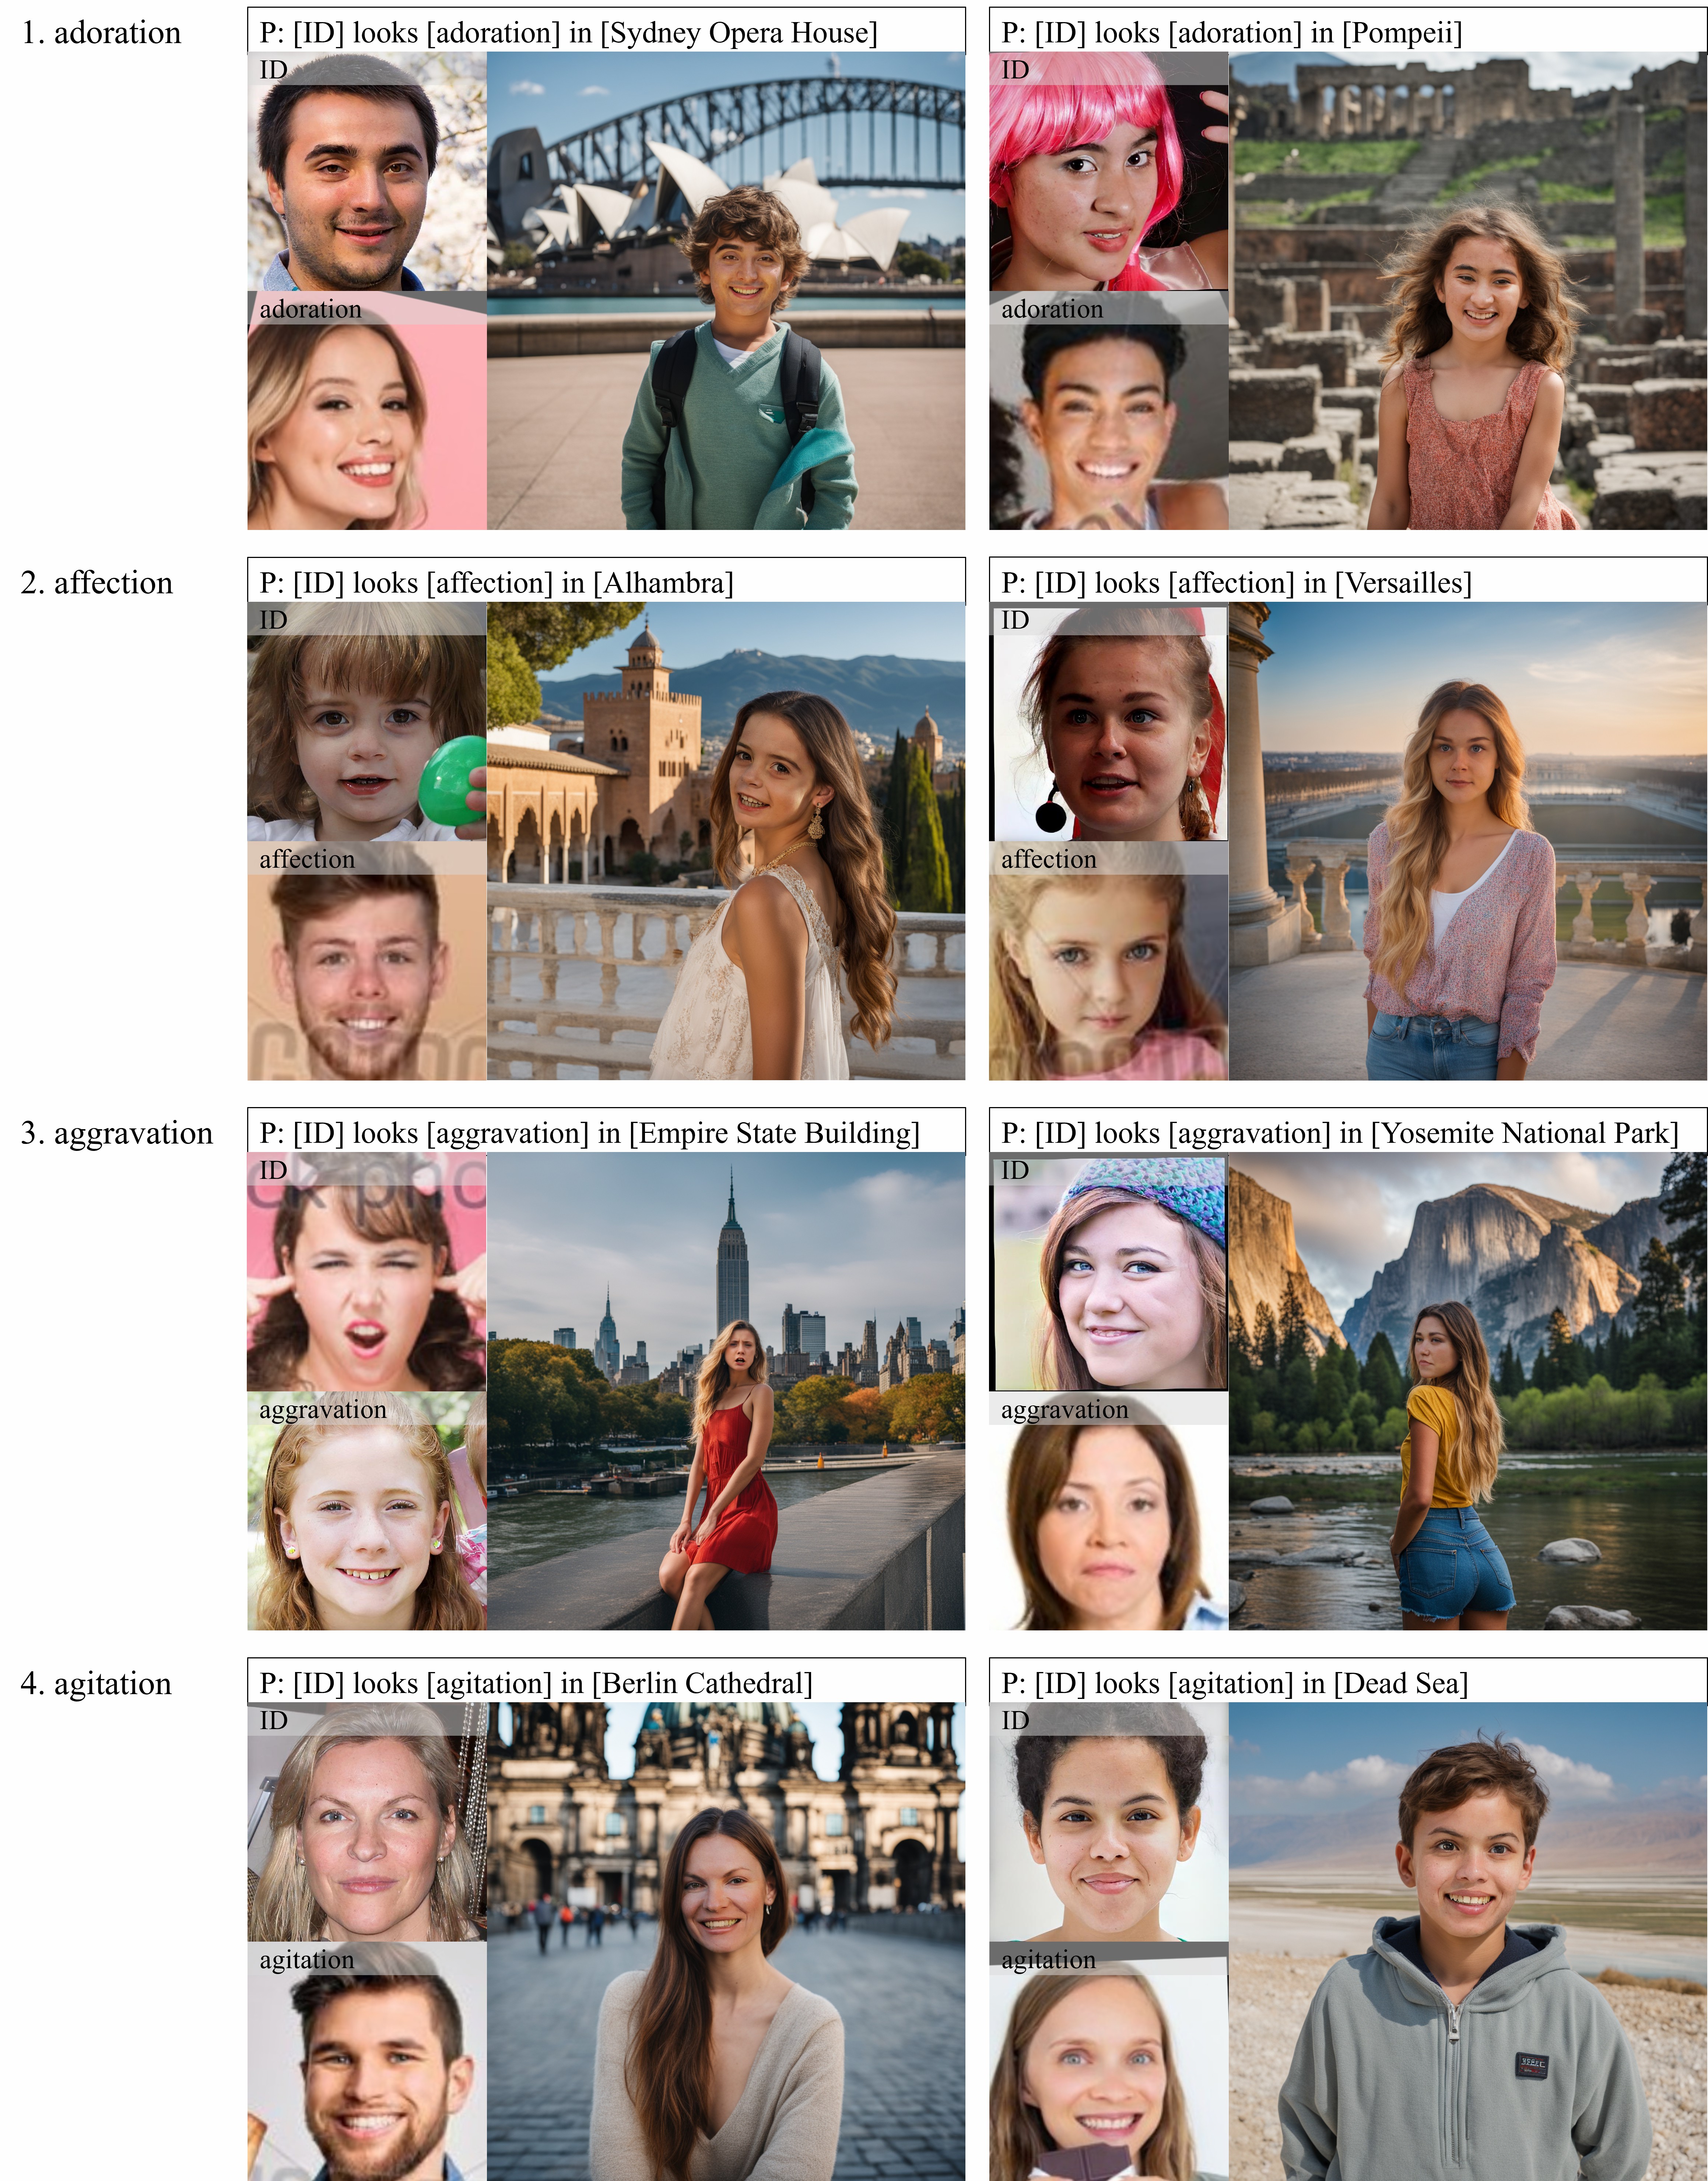 1. adoration
P: [ID] looks [adoration] in [Sydney Opera House]
ID
adoration
P: [ID] looks [adoration] in [Pompeii]
ID
adoration
2. affection
P: [ID] looks [affection] in [Alhambra]
ID
affection
P: [ID] looks [affection] in [Versailles]
ID
affection
3. aggravation
P: [ID] looks [aggravation] in [Empire State Building]
ID
ck pho
aggravation
P: [ID] looks [aggravation] in [Yosemite National Park]
ID
aggravation
4. agitation
P: [ID] looks [agitation] in [Berlin Cathedral]
ID
agitation
P: [ID] looks [agitation] in [Dead Sea]
ID
agitation